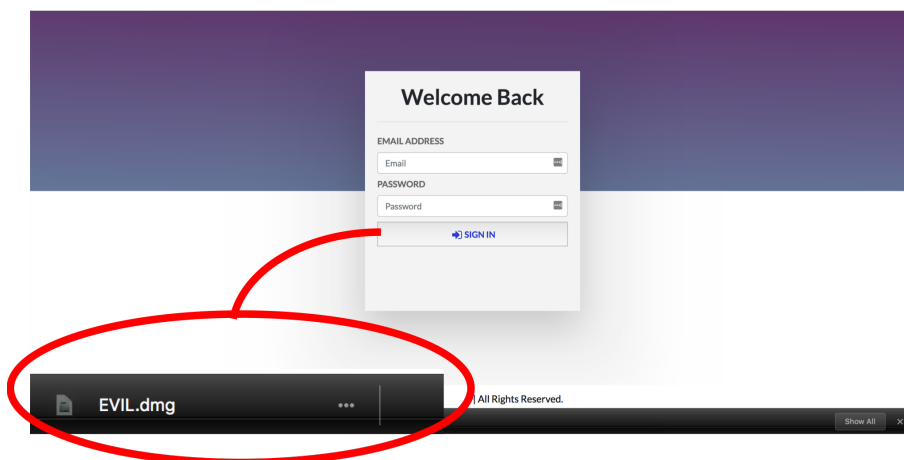 Welcome Back
EMAIL ADDRESS
Email
PASSWORD
Password
SIGN IN
EVIL.dmg
| All Rights Reserved.
Show All